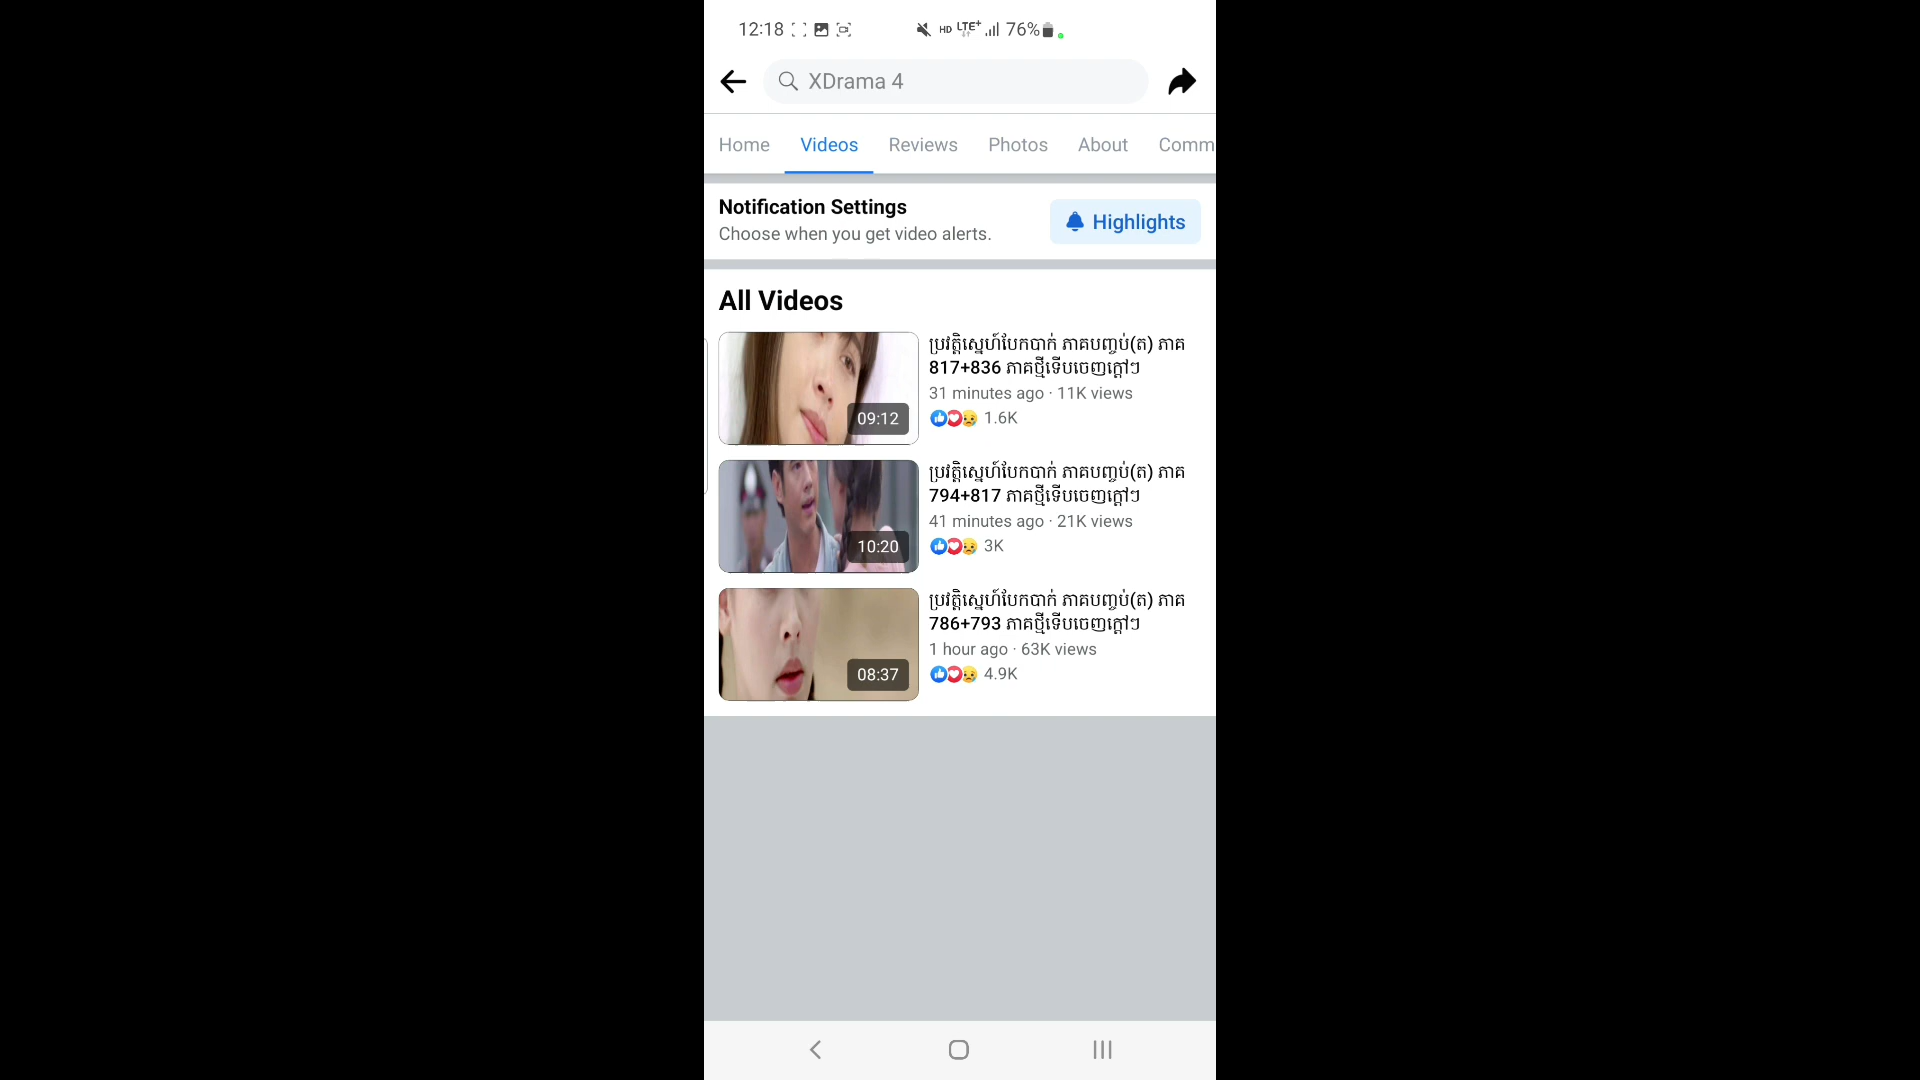 12:18 HD LTE+ 76%
XDrama 4
Home Videos Reviews Photos About Comm
Notification Settings
Choose when you get video alerts.
Highlights
All Videos
ប្រវត្តិស្នេហ៍បែកបាក់ ភាគបញ្ចប់(ត) ភាគ
817+836 ភាគថ្មីទើបចេញក្តៅៗ
31 minutes ago · 11K views
09:12
1.6K
ប្រវត្តិស្នេហ៍បែកបាក់ ភាគបញ្ចប់(ត) ភាគ
794+817 ភាគថ្មីទើបចេញក្តៅៗ
41 minutes ago · 21K views
10:20
3K
ប្រវត្តិស្នេហ៍បែកបាក់ ភាគបញ្ចប់(ត) ភាគ
786+793 ភាគថ្មីទើបចេញក្តៅៗ
1 hour ago · 63K views
08:37
4.9K